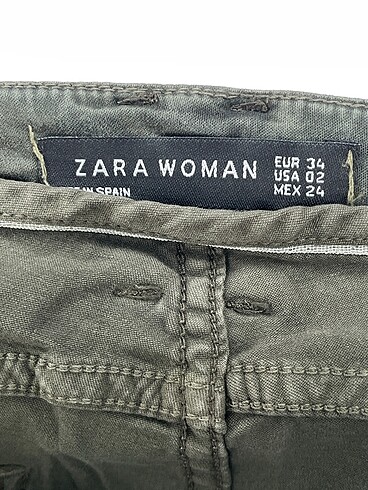 ZARA WOMAN
EUR 34
USA 02
MEX 24
IN SPAIN